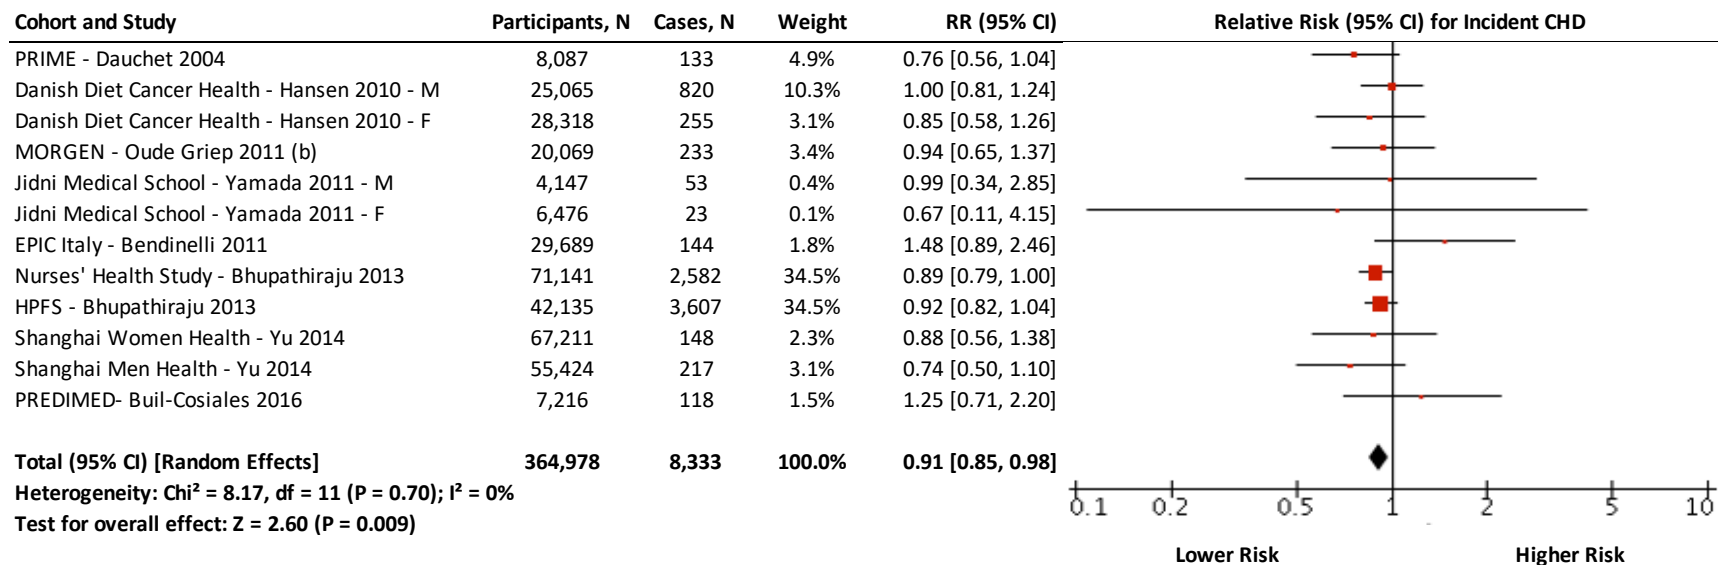 Cohort and Study Participants, N Cases, N Weight RR (95% CI) Relative Risk (95% CI) for Incident CHD
PRIME - Dauchet 2004 8,087 133 4.9% 0.76 [0.56, 1.04]
Danish Diet Cancer Health - Hansen 2010 - M 25,065 820 10.3% 1.00 [0.81, 1.24]
Danish Diet Cancer Health - Hansen 2010 - F 28,318 255 3.1% 0.85 [0.58, 1.26]
MORGEN - Oude Griep 2011 (b) 20,069 233 3.4% 0.94 [0.65, 1.37]
Jidni Medical School - Yamada 2011 - M 4,147 53 0.4% 0.99 [0.34, 2.85]
Jidni Medical School - Yamada 2011 - F 6,476 23 0.1% 0.67 [0.11, 4.15]
EPIC Italy - Bendinelli 2011 29,689 144 1.8% 1.48 [0.89, 2.46]
Nurses' Health Study - Bhupathiraju 2013 71,141 2,582 34.5% 0.89 [0.79, 1.00]
HPFS - Bhupathiraju 2013 42,135 3,607 34.5% 0.92 [0.82, 1.04]
Shanghai Women Health - Yu 2014 67,211 148 2.3% 0.88 [0.56, 1.38]
Shanghai Men Health - Yu 2014 55,424 217 3.1% 0.74 [0.50, 1.10]
PREDIMED- Buil-Cosiales 2016 7,216 118 1.5% 1.25 [0.71, 2.20]
Total (95% CI) [Random Effects] 364,978 8,333 100.0% 0.91 [0.85, 0.98]
Heterogeneity: Chi² = 8.17, df = 11 (P = 0.70); I² = 0%
Test for overall effect: Z = 2.60 (P = 0.009)
0.1 0.2 0.5 1 2 5 10
Lower Risk Higher Risk